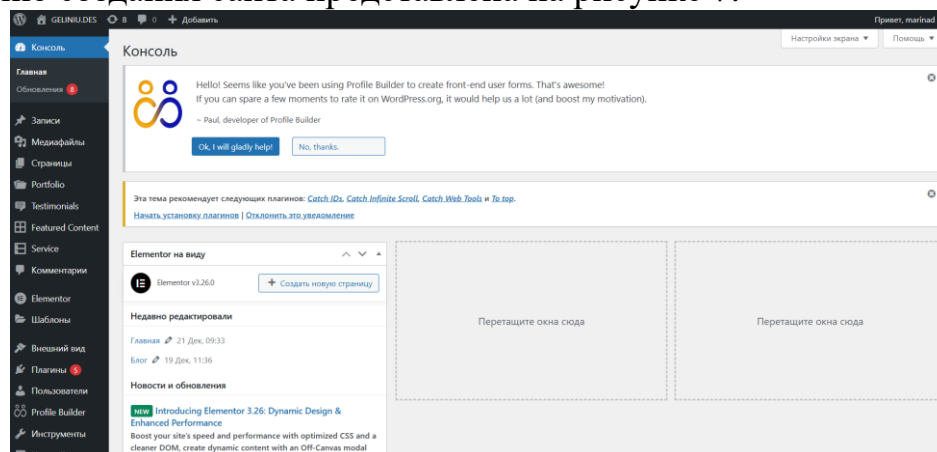 создания сайта представлена на рисунке
GELINIU.DES 8 0 + Добавить Привет, marinad
Настройки экрана ▼ Помощь ▼
Консоль
Главная
Обновления 8
Записи
Медиафайлы
Страницы
Portfolio
Testimonials
Featured Content
Service
Комментарии
Elementor
Шаблоны
Внешний вид
Плагины 5
Пользователи
Profile Builder
Инструменты
Консоль
Hello! Seems like you've been using Profile Builder to create front-end user forms. That's awesome!
If you can spare a few moments to rate it on WordPress.org, it would help us a lot (and boost my motivation).
~ Paul, developer of Profile Builder
Ok, I will gladly help! No, thanks.
Эта тема рекомендует следующих плагинов: Catch IDs, Catch Infinite Scroll, Catch Web Tools и To top.
Начать установку плагинов | Отклонить это уведомление
Elementor на виду
Elementor v3.26.0 + Создать новую страницу
Недавно редактировали
Главная 21 Дек, 09:33
Блог 19 Дек, 11:36
Новости и обновления
NEW Introducing Elementor 3.26: Dynamic Design &
Enhanced Performance
Boost your site's speed and performance with optimized CSS and a
cleaner DOM, create dynamic content with an Off-Canvas modal
Перетащите окна сюда
Перетащите окна сюда